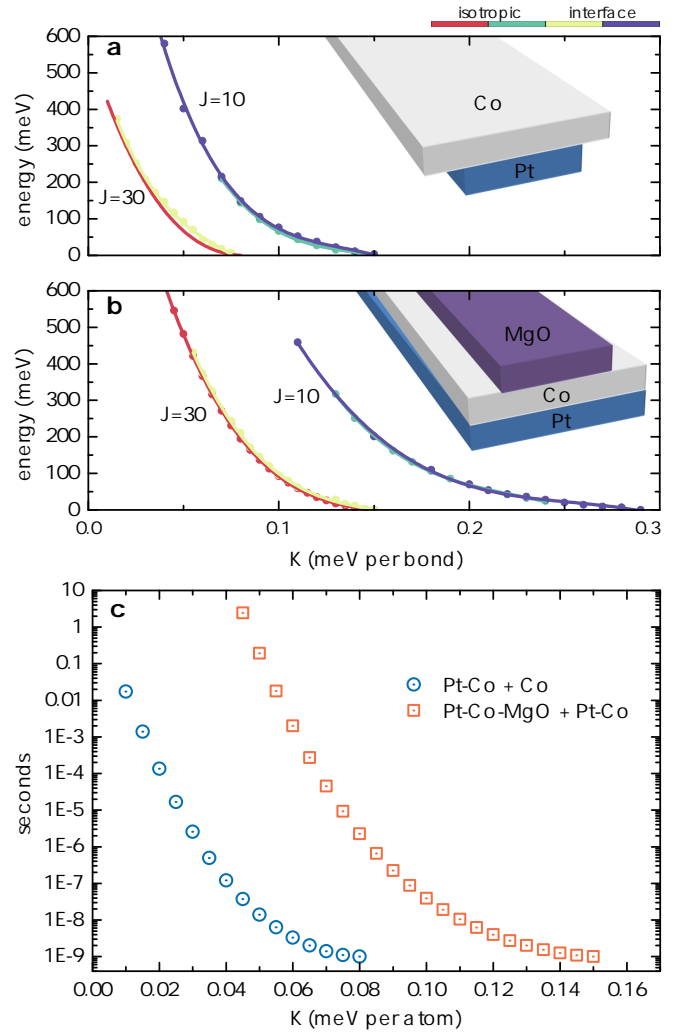 isotropic interface
600
a
500
J=10
400
Co
300
Pt
200
J=30
100
0
energy (meV)
600
b
500
MgO
400
J=10
Co
300
J=30
Pt
200
100
0
energy (meV)
0.0 0.1 0.2 0.3
K (meV per bond)
10
c
1
0.1
Pt-Co + Co
0.01
Pt-Co-MgO + Pt-Co
1E-3
1E-4
1E-5
1E-6
1E-7
1E-8
1E-9
seconds
0.00 0.02 0.04 0.06 0.08 0.10 0.12 0.14 0.16
K (meV per atom)